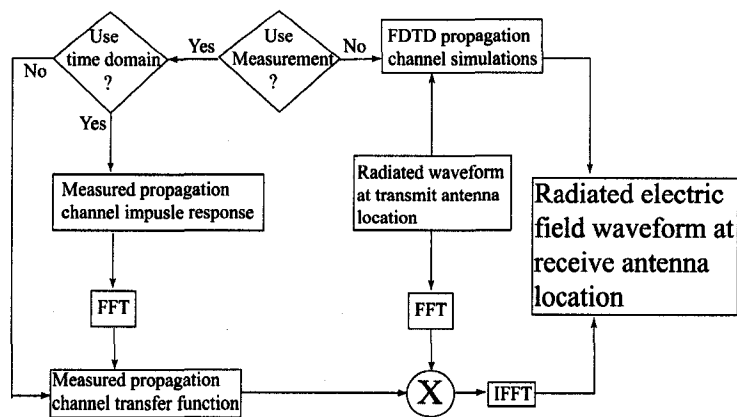 Use
time domain
?
Yes
Use
Measurement
?
No
FDTD propagation
channel simulations
No
Yes
Measured propagation
channel impusle response
Radiated waveform
at transmit antenna
location
Radiated electric
field waveform at
receive antenna
location
FFT
FFT
Measured propagation
channel transfer function
X
IFFT